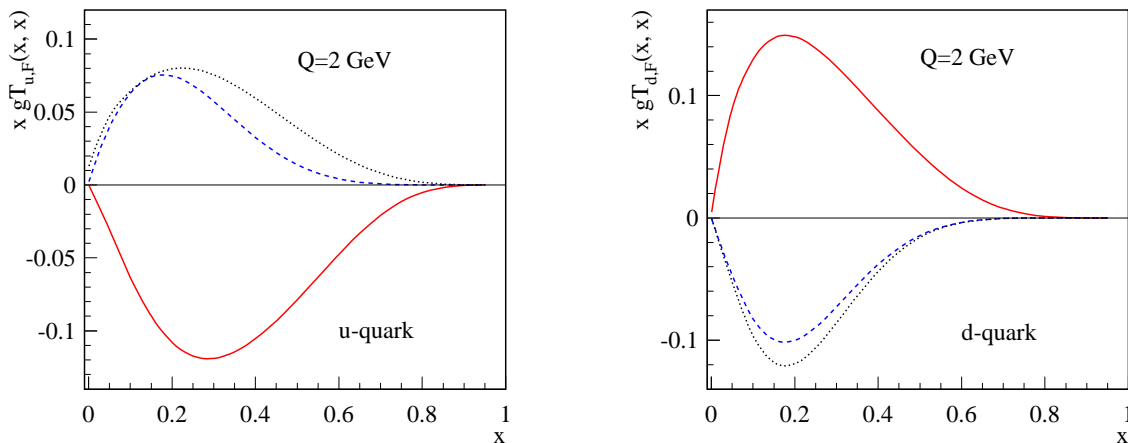 x gT_{u,F}(x, x)
0.1
0.05
0
-0.05
-0.1
Q=2 GeV
u-quark
0 0.2 0.4 0.6 0.8 1
x
x gT_{d,F}(x, x)
0.1
0
-0.1
Q=2 GeV
d-quark
0 0.2 0.4 0.6 0.8 1
x